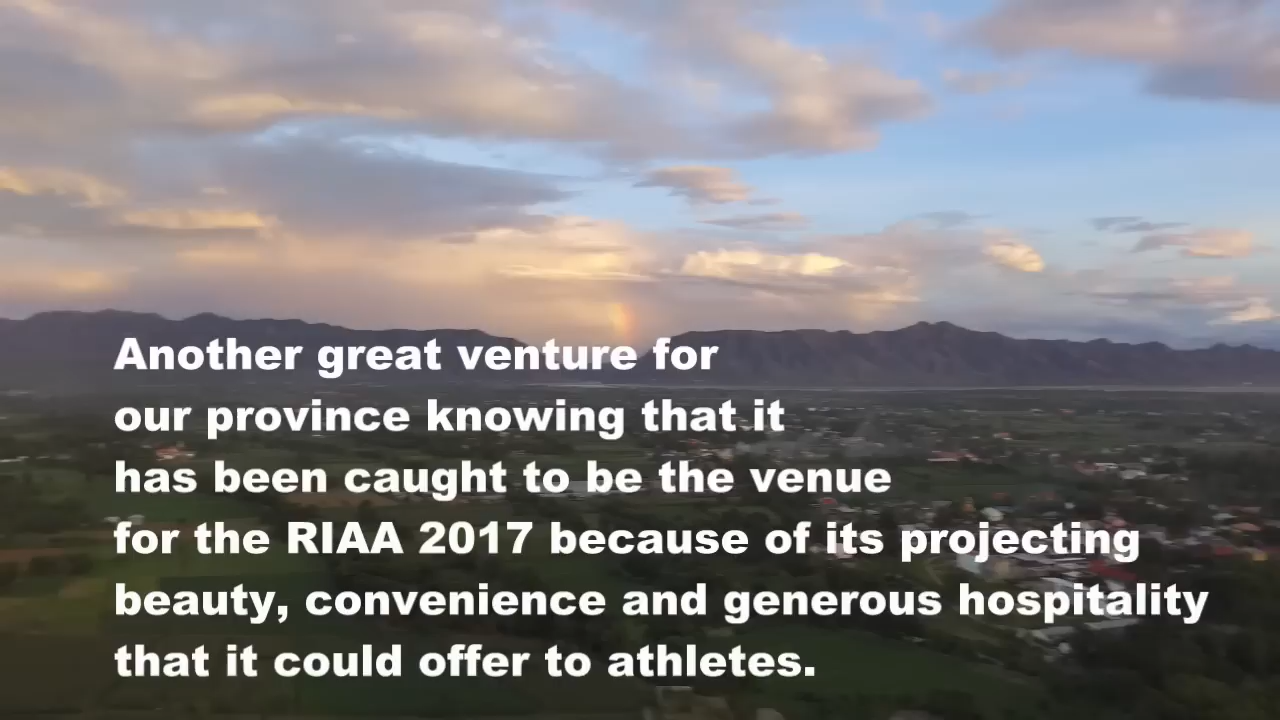 Another great venture for
our province knowing that it
has been caught to be the venue
for the RIAA 2017 because of its projecting
beauty, convenience and generous hospitality
that it could offer to athletes.